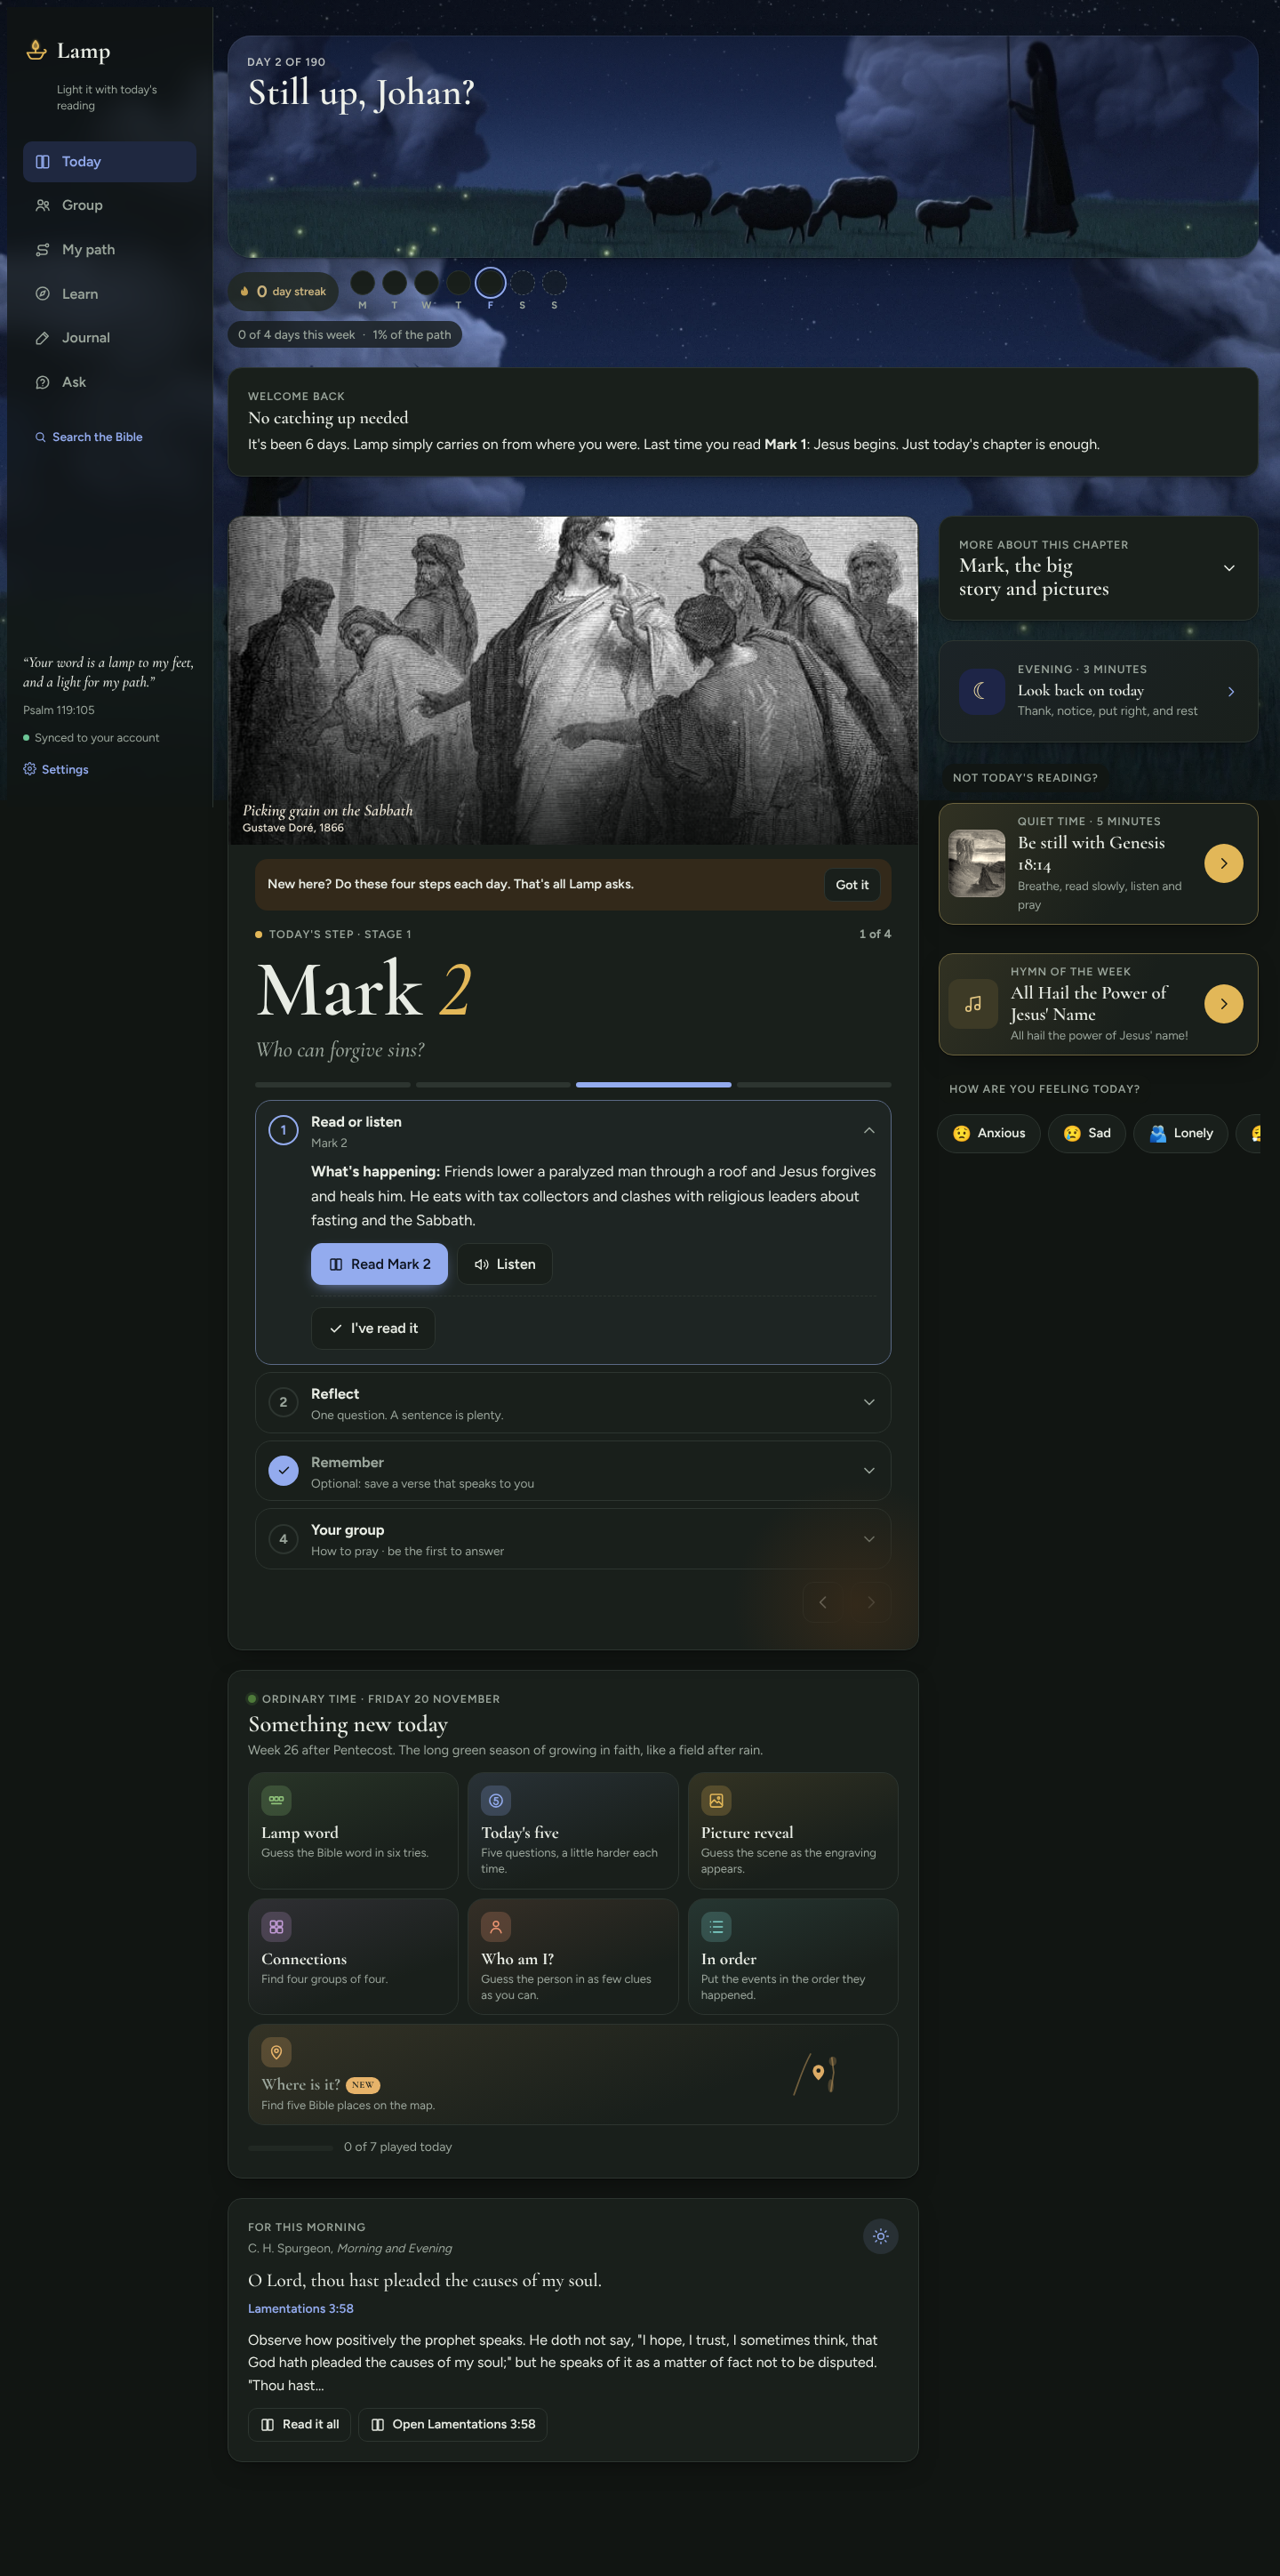 Lamp
Light it with today's
reading
Today
Group
My path
Learn
Journal
Ask
Search the Bible
“Your word is a lamp to my feet,
and a light for my path.”
Psalm 119:105
Synced to your account
Settings
DAY 2 OF 190
Still up, Johan?
0 day streak
M T W T F S S
0 of 4 days this week · 1% of the path
WELCOME BACK
No catching up needed
It's been 6 days. Lamp simply carries on from where you were. Last time you read Mark 1: Jesus begins. Just today's chapter is enough.
Picking grain on the Sabbath
Gustave Doré, 1866
New here? Do these four steps each day. That's all Lamp asks.
Got it
TODAY'S STEP · STAGE 1
1 of 4
Mark 2
Who can forgive sins?
1
Read or listen
Mark 2
What's happening: Friends lower a paralyzed man through a roof and Jesus forgives
and heals him. He eats with tax collectors and clashes with religious leaders about
fasting and the Sabbath.
Read Mark 2
Listen
I've read it
2
Reflect
One question. A sentence is plenty.
Remember
Optional: save a verse that speaks to you
4
Your group
How to pray · be the first to answer
MORE ABOUT THIS CHAPTER
Mark, the big
story and pictures
EVENING · 3 MINUTES
Look back on today
Thank, notice, put right, and rest
NOT TODAY'S READING?
QUIET TIME · 5 MINUTES
Be still with Genesis
18:14
Breathe, read slowly, listen and
pray
HYMN OF THE WEEK
All Hail the Power of
Jesus' Name
All hail the power of Jesus' name!
HOW ARE YOU FEELING TODAY?
Anxious
Sad
Lonely
ORDINARY TIME · FRIDAY 20 NOVEMBER
Something new today
Week 26 after Pentecost. The long green season of growing in faith, like a field after rain.
Lamp word
Guess the Bible word in six tries.
5
Today's five
Five questions, a little harder each
time.
Picture reveal
Guess the scene as the engraving
appears.
Connections
Find four groups of four.
Who am I?
Guess the person in as few clues
as you can.
In order
Put the events in the order they
happened.
Where is it? NEW
Find five Bible places on the map.
0 of 7 played today
FOR THIS MORNING
C. H. Spurgeon, Morning and Evening
O Lord, thou hast pleaded the causes of my soul.
Lamentations 3:58
Observe how positively the prophet speaks. He doth not say, "I hope, I trust, I sometimes think, that
God hath pleaded the causes of my soul;" but he speaks of it as a matter of fact not to be disputed.
"Thou hast…
Read it all
Open Lamentations 3:58